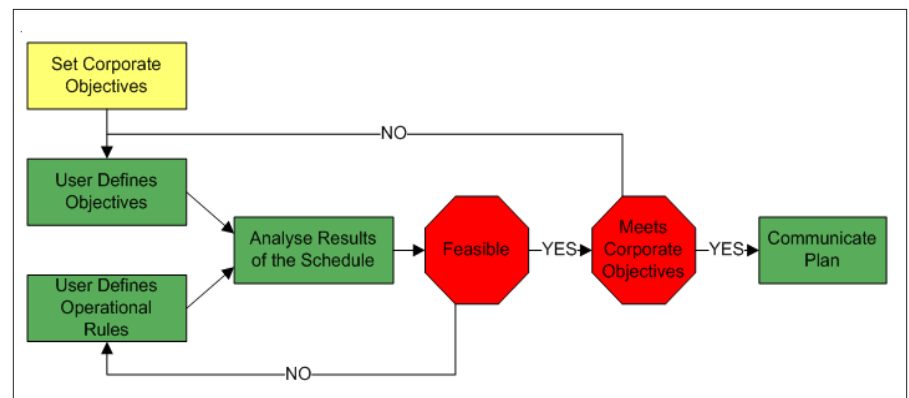 Set Corporate
Objectives
NO
User Defines
Objectives
Analyse Results
of the Schedule
Feasible
YES
Meets
Corporate
Objectives
YES
Communicate
Plan
User Defines
Operational
Rules
NO